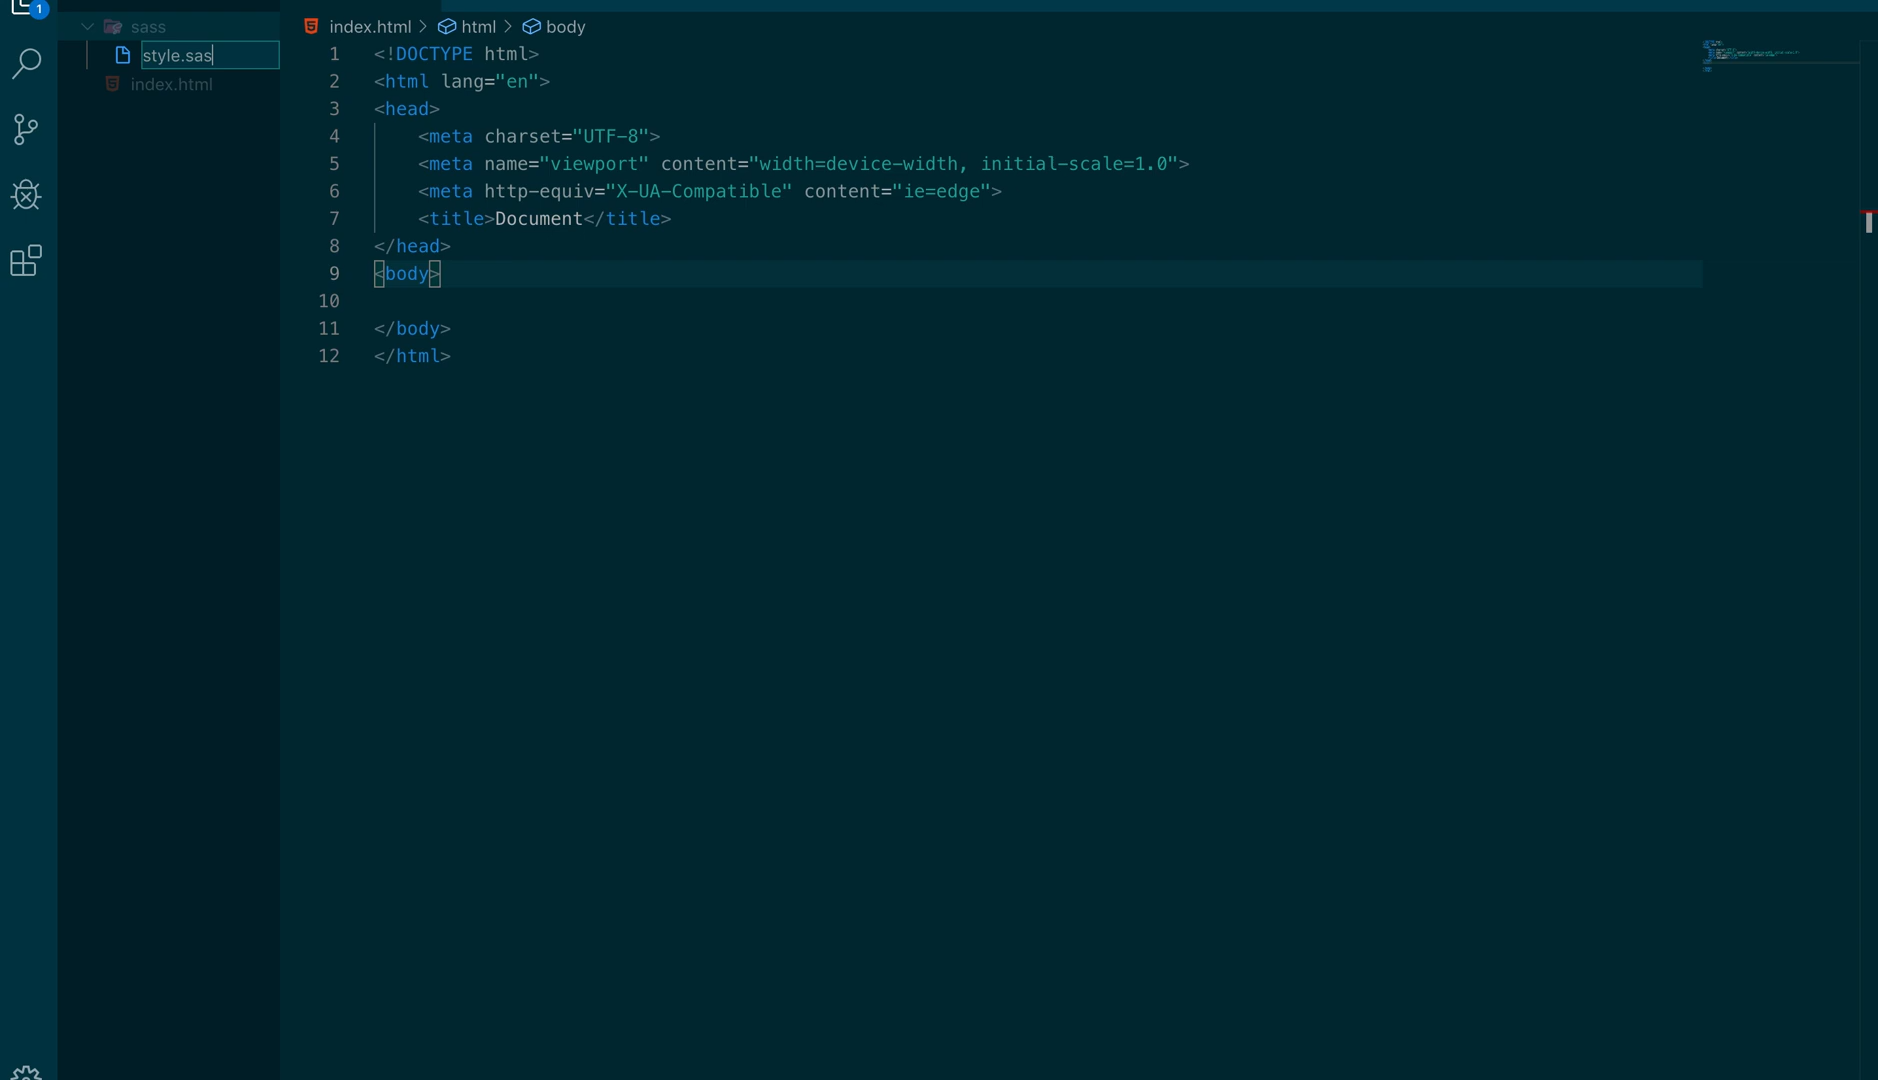 1
sass
style.sas
index.html
index.html > html > body
1 <!DOCTYPE html>
2 <html lang="en">
3 <head>
4     <meta charset="UTF-8">
5     <meta name="viewport" content="width=device-width, initial-scale=1.0">
6     <meta http-equiv="X-UA-Compatible" content="ie=edge">
7     <title>Document</title>
8 </head>
9 <body>
10
11 </body>
12 </html>